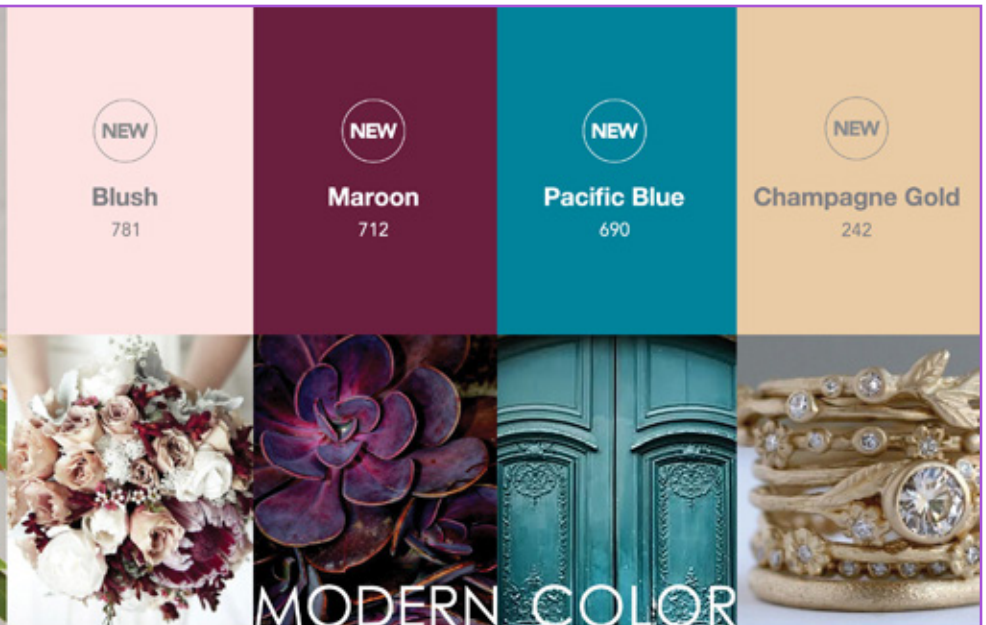 NEW
Blush
781
NEW
Maroon
712
NEW
Pacific Blue
690
NEW
Champagne Gold
242
MODERN COLOR